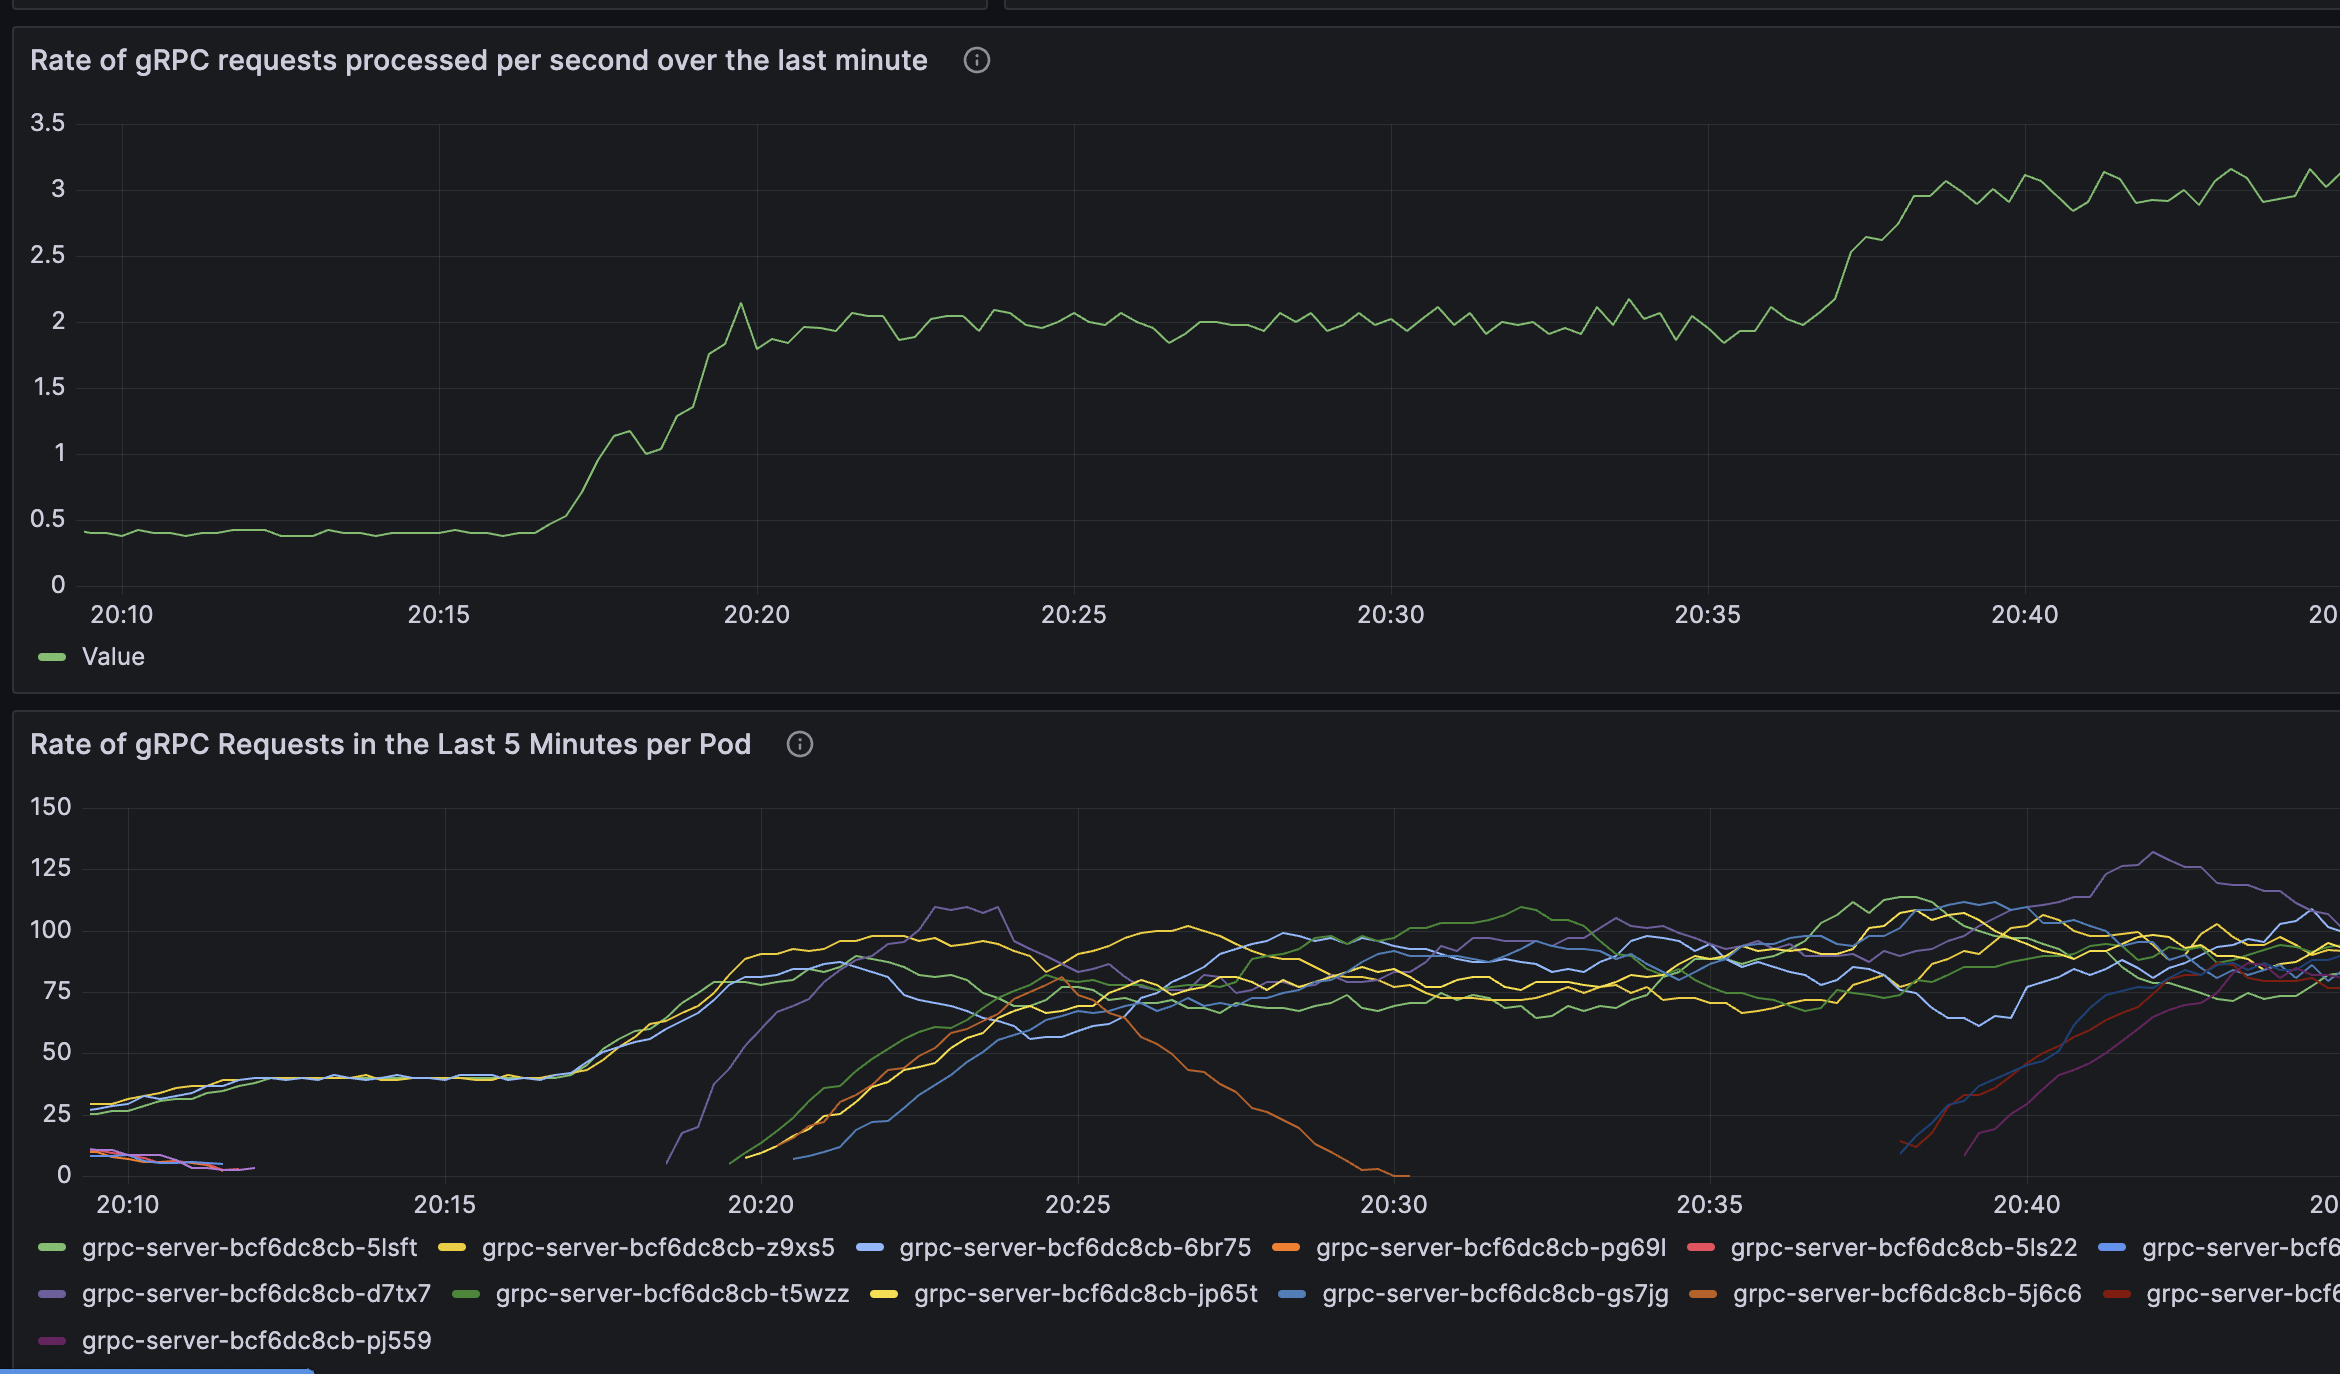 Rate of gRPC requests processed per second over the last minute
3.5
3
2.5
2
1.5
1
0.5
0
20:10 20:15 20:20 20:25 20:30 20:35 20:40 20
Value
Rate of gRPC Requests in the Last 5 Minutes per Pod
150
125
100
75
50
25
0
20:10 20:15 20:20 20:25 20:30 20:35 20:40 20
grpc-server-bcf6dc8cb-5lsft grpc-server-bcf6dc8cb-z9xs5 grpc-server-bcf6dc8cb-6br75 grpc-server-bcf6dc8cb-pg69l grpc-server-bcf6dc8cb-5ls22 grpc-server-bcf6
grpc-server-bcf6dc8cb-d7tx7 grpc-server-bcf6dc8cb-t5wzz grpc-server-bcf6dc8cb-jp65t grpc-server-bcf6dc8cb-gs7jg grpc-server-bcf6dc8cb-5j6c6 grpc-server-bcf6
grpc-server-bcf6dc8cb-pj559